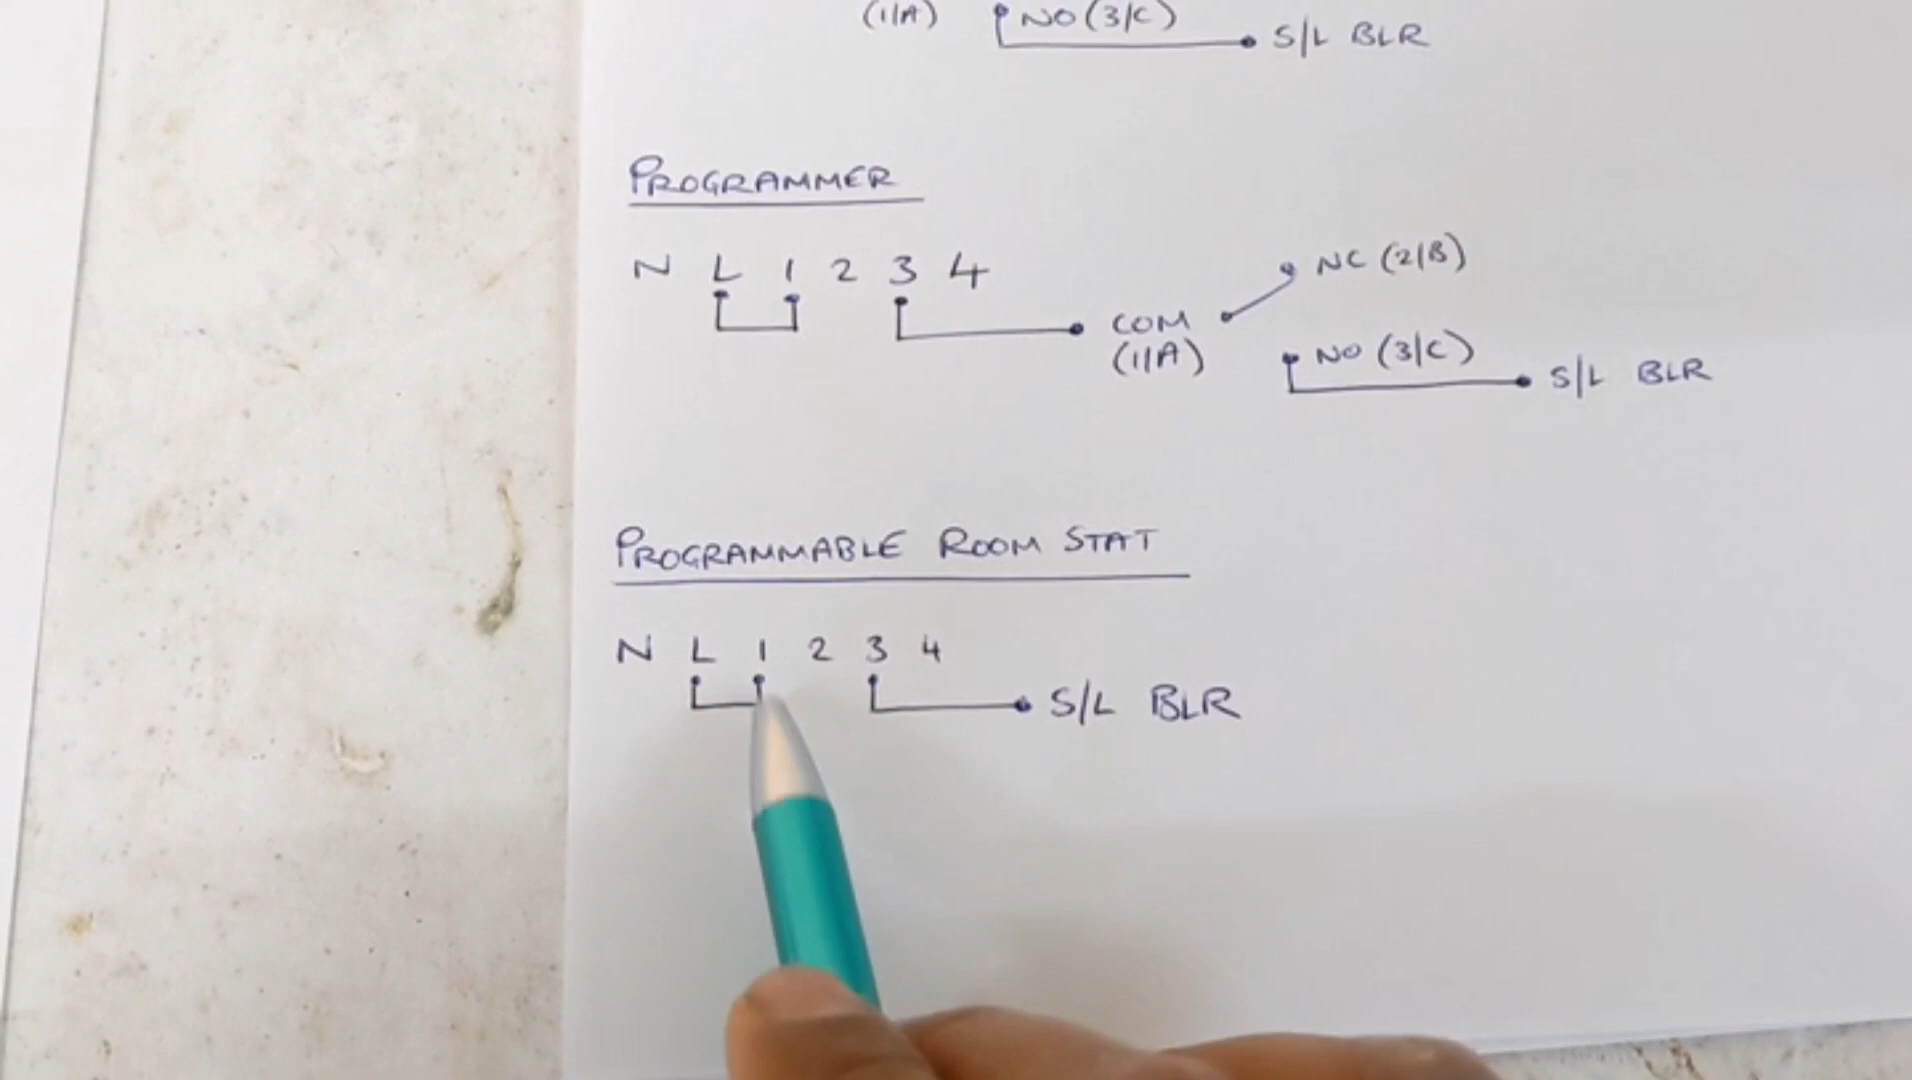 (1/A) NO (3/C)
S/L BLR
PROGRAMMER
N L 1 2 3 4
NC (2/B)
COM
(1/A)
NO (3/C)
S/L BLR
PROGRAMMABLE ROOM STAT
N L 1 2 3 4
S/L BLR